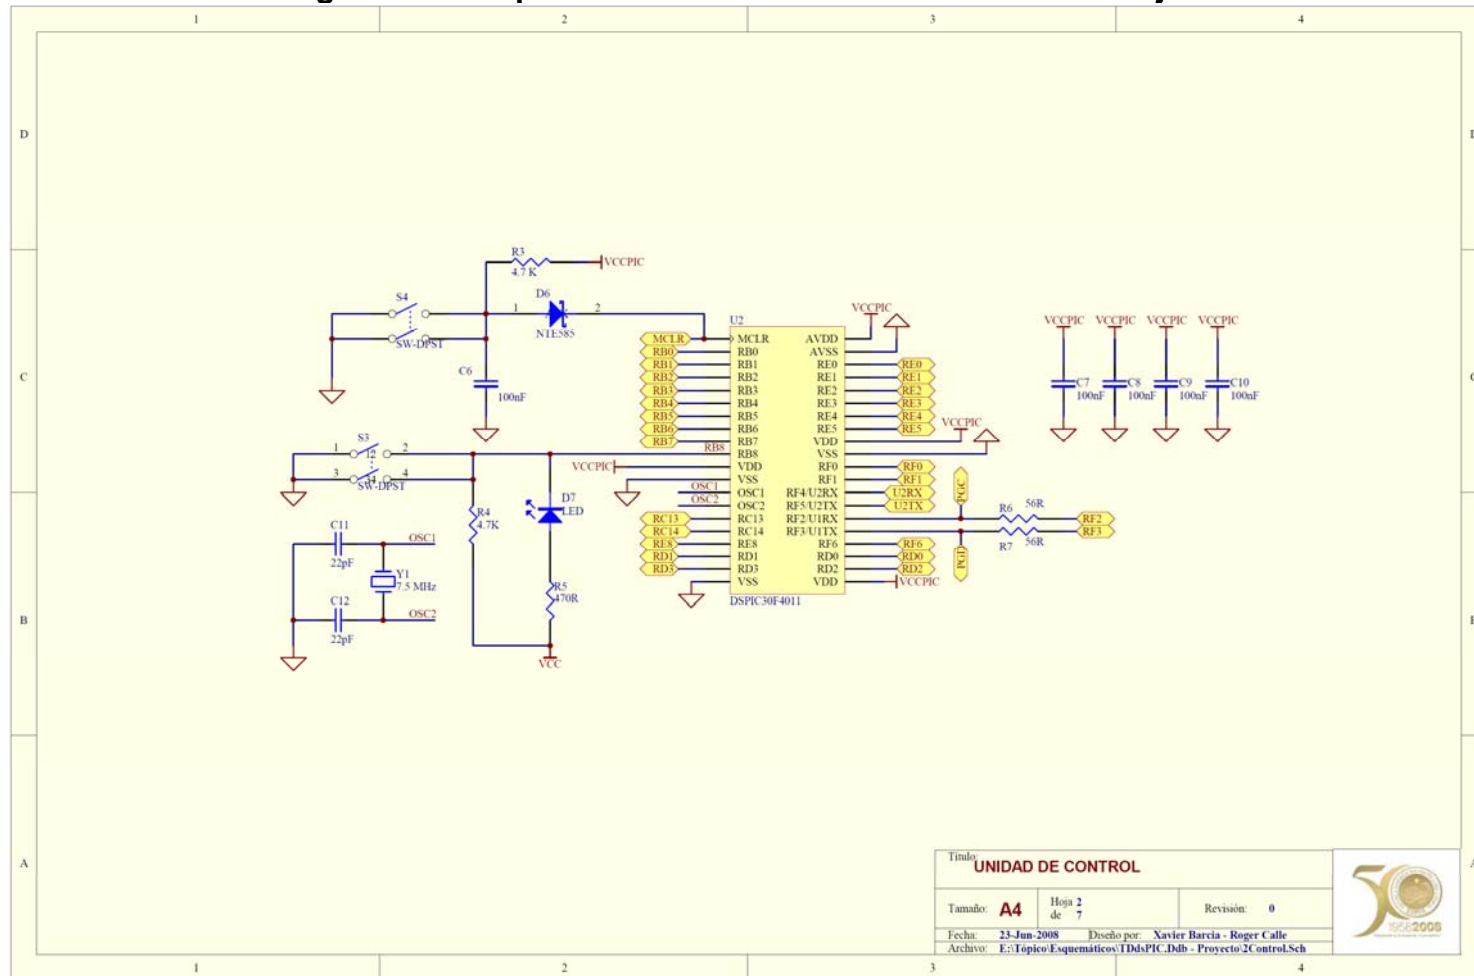 1 2 3 4
D
C
B
A
R3
4.7 K
VCCPIC
S4
SW-DPST
D6
1 2
NTE585
C6
100nF
S3
1 12 2
3 34 4
SW-DPST
R4
4.7K
D7
LED
R5
470R
VCC
C11
22pF
OSC1
Y1
7.5 MHz
C12
22pF
OSC2
U2
MCLR MCLR AVDD VCCPIC
RB0 RB0 AVSS
RB1 RB1 RE0 RE0
RB2 RB2 RE1 RE1
RB3 RB3 RE2 RE2
RB4 RB4 RE3 RE3
RB5 RB5 RE4 RE4
RB6 RB6 RE5 RE5
RB7 RB7 VDD VCCPIC
RB8 RB8 VSS
VCCPIC VDD RF0 RF0
VSS RF1 RF1
OSC1 OSC1 RF4/U2RX U2RX
OSC2 OSC2 RF5/U2TX U2TX
RC13 RC13 RF2/U1RX
RC14 RC14 RF3/U1TX
RE8 RE8 RF6 RF6
RD1 RD1 RD0 RD0
RD3 RD3 RD2 RD2
VSS VDD VCCPIC
DSPIC30F4011
PGC
R6 56R RF2
R7 56R RF3
PGD
VCCPIC VCCPIC VCCPIC VCCPIC
C7 C8 C9 C10
100nF 100nF 100nF 100nF
Título:
UNIDAD DE CONTROL
Tamaño: A4 Hoja 2 de 7 Revisión: 0
Fecha: 23-Jun-2008 Diseño por: Xavier Barcia - Roger Calle
Archivo: E:\Tópico\Esquemáticos\TDdsPIC.Ddb - Proyecto\2Control.Sch
50
1958 2008
1 2 3 4